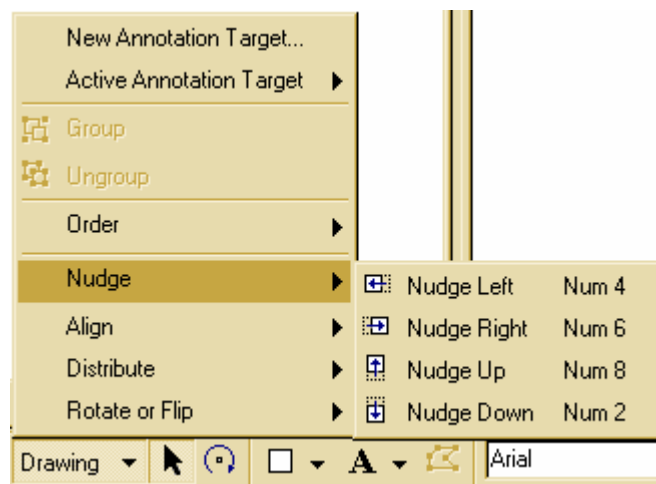 New Annotation Target...
Active Annotation Target
Group
Ungroup
Order
Nudge
Align
Distribute
Rotate or Flip
Nudge Left Num 4
Nudge Right Num 6
Nudge Up Num 8
Nudge Down Num 2
Drawing A Arial